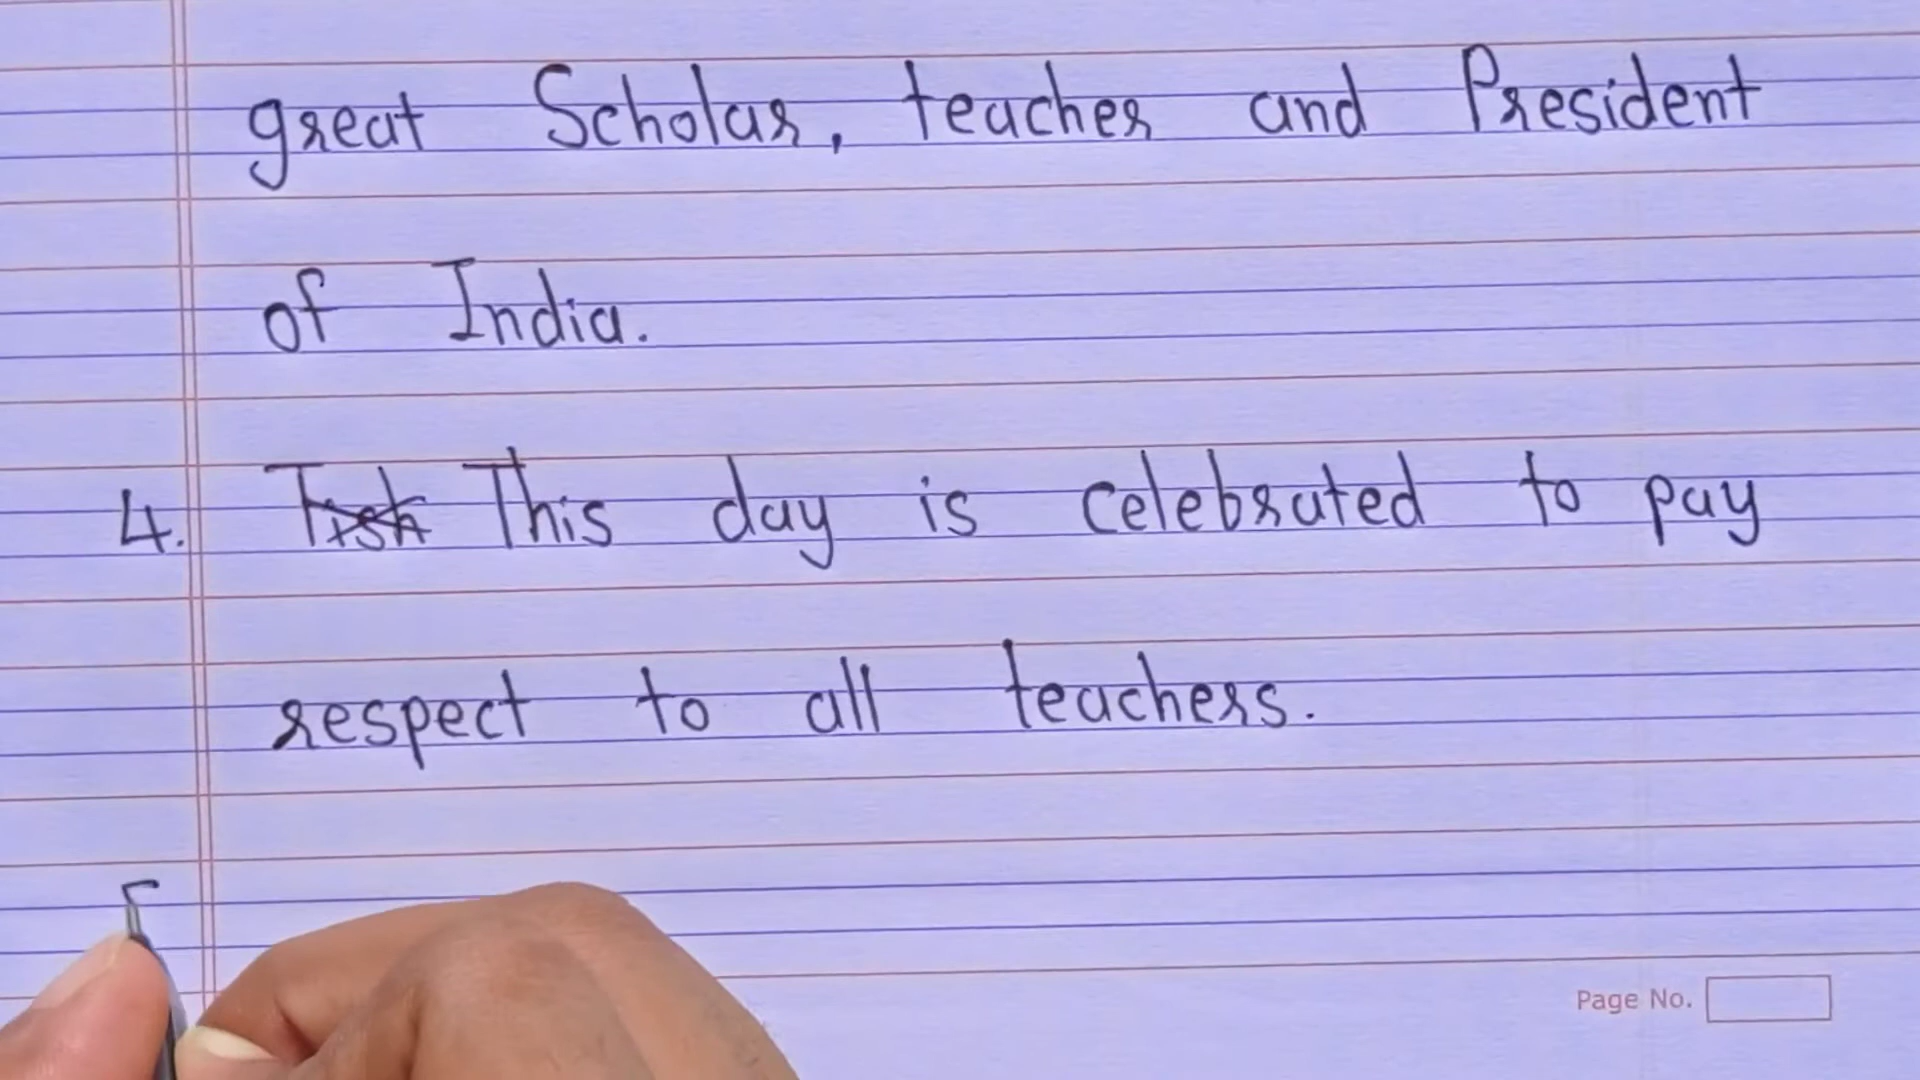 great Scholar, teacher and President
of India.
4. This day is celebrated to pay
respect to all teachers.
Page No.